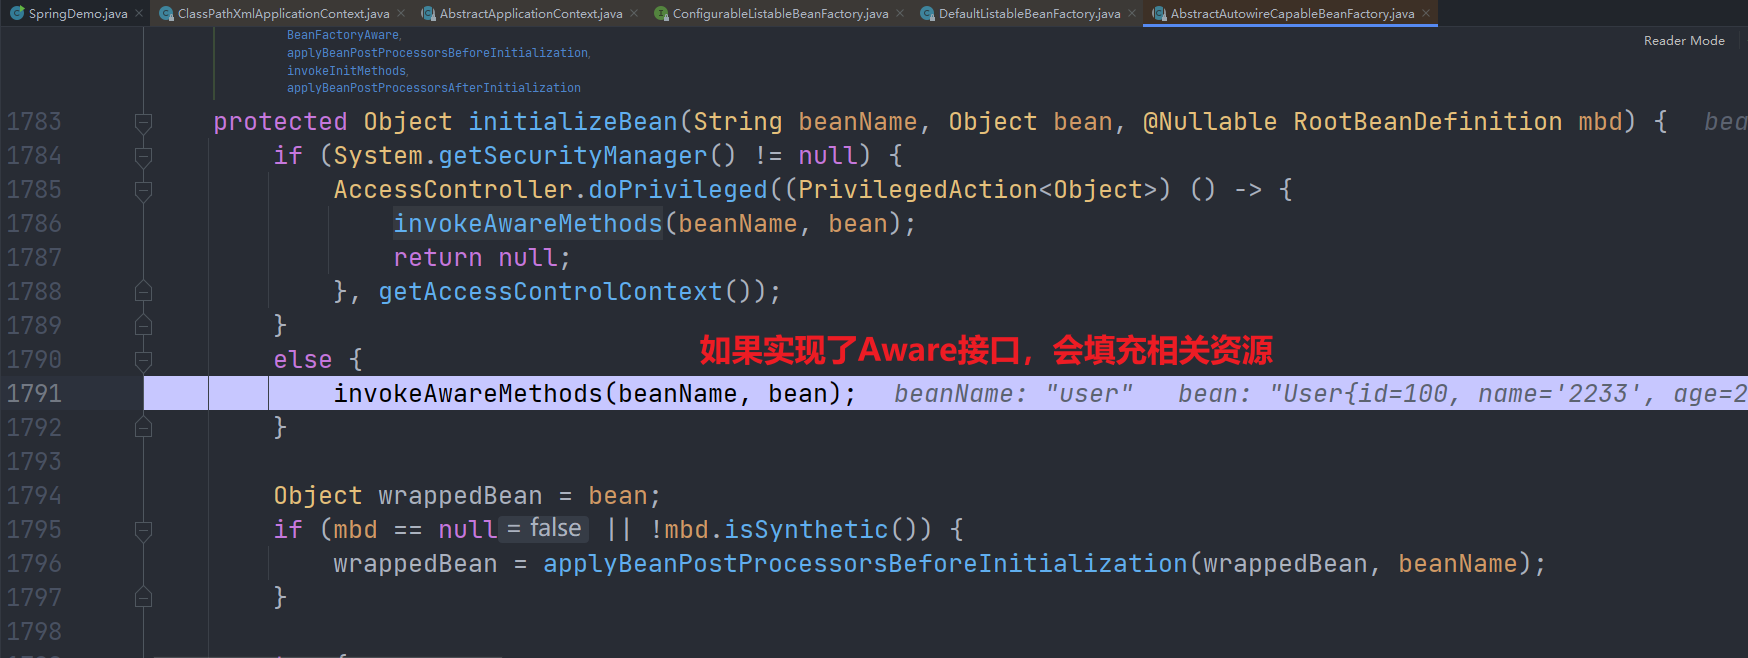 SpringDemo.java × ClassPathXmlApplicationContext.java × AbstractApplicationContext.java × ConfigurableListableBeanFactory.java × DefaultListableBeanFactory.java × AbstractAutowireCapableBeanFactory.java ×
Reader Mode
BeanFactoryAware,
applyBeanPostProcessorsBeforeInitialization,
invokeInitMethods,
applyBeanPostProcessorsAfterInitialization
1783 protected Object initializeBean(String beanName, Object bean, @Nullable RootBeanDefinition mbd) { bea
1784 if (System.getSecurityManager() != null) {
1785 AccessController.doPrivileged((PrivilegedAction<Object>) () -> {
1786 invokeAwareMethods(beanName, bean);
1787 return null;
1788 }, getAccessControlContext());
1789 }
1790 else {
如果实现了Aware接口，会填充相关资源
1791 invokeAwareMethods(beanName, bean); beanName: "user" bean: "User{id=100, name='2233', age=2
1792 }
1793
1794 Object wrappedBean = bean;
1795 if (mbd == null = false || !mbd.isSynthetic()) {
1796 wrappedBean = applyBeanPostProcessorsBeforeInitialization(wrappedBean, beanName);
1797 }
1798